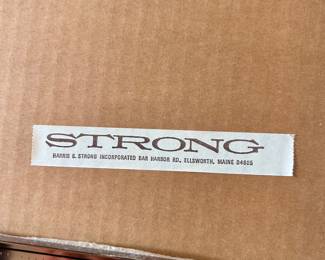 STRONG
HARRIS G. STRONG INCORPORATED BAR HARBOR RD., ELLSWORTH, MAINE 04605